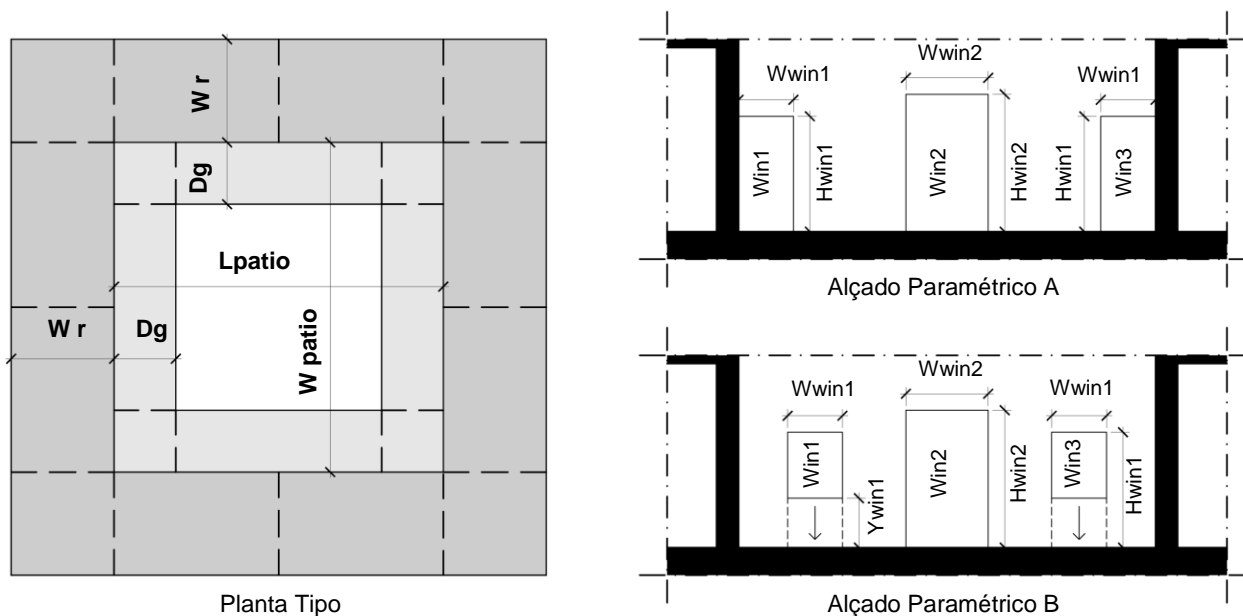 W r
Dg
Lpatio
W r
Dg
W patio
Planta Tipo
Wwin2
Wwin1
Wwin1
Win1
Hwin1
Win2
Hwin2
Hwin1
Win3
Alçado Paramétrico A
Wwin2
Wwin1
Wwin1
Win1
Ywin1
Win2
Hwin2
Win3
Hwin1
Alçado Paramétrico B